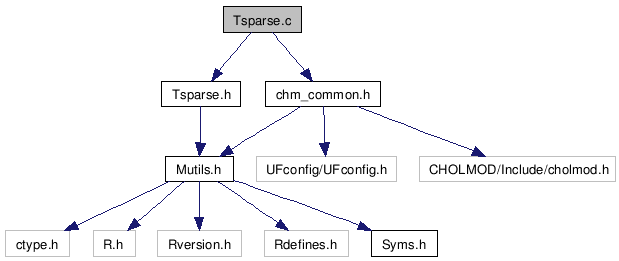 Tsparse.c
Tsparse.h
chm_common.h
Mutils.h
UFconfig/UFconfig.h
CHOLMOD/Include/cholmod.h
ctype.h
R.h
Rversion.h
Rdefines.h
Syms.h